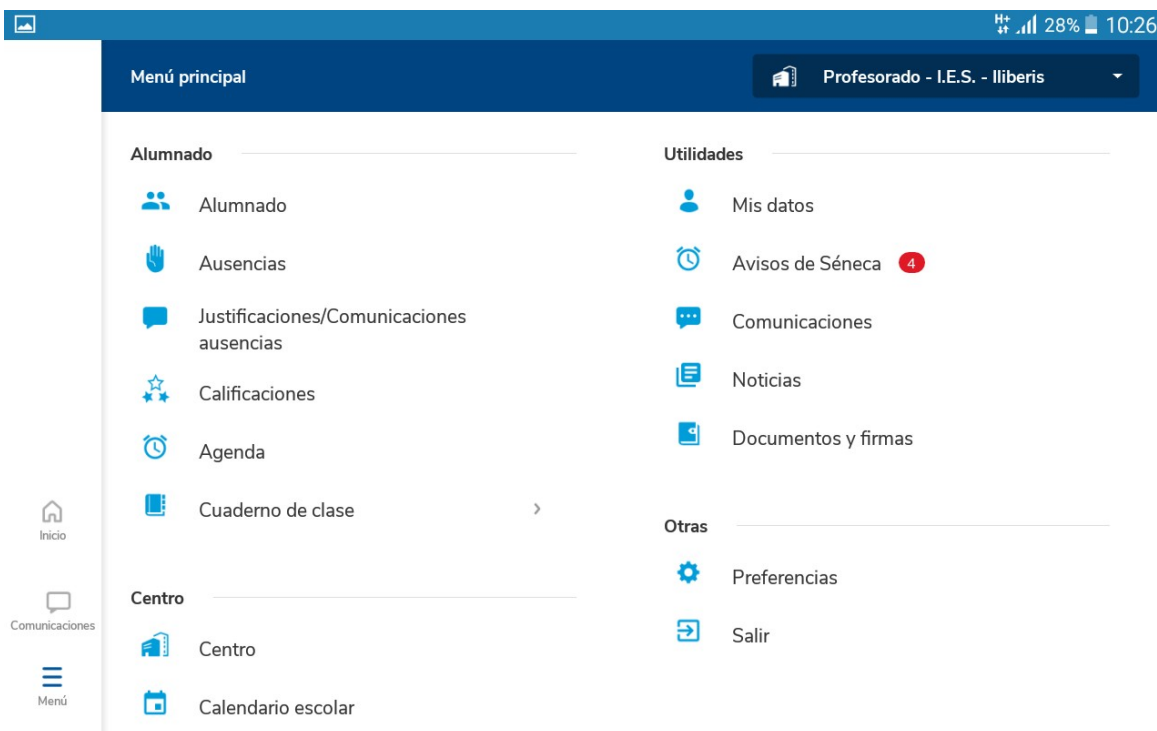 H+ 28% 10:26
Menú principal
Profesorado - I.E.S. - Iliberis
Alumnado
Alumnado
Ausencias
Justificaciones/Comunicaciones
ausencias
Calificaciones
Agenda
Cuaderno de clase
Centro
Centro
Calendario escolar
Utilidades
Mis datos
Avisos de Séneca 4
Comunicaciones
Noticias
Documentos y firmas
Otras
Preferencias
Salir
Inicio
Comunicaciones
Menú